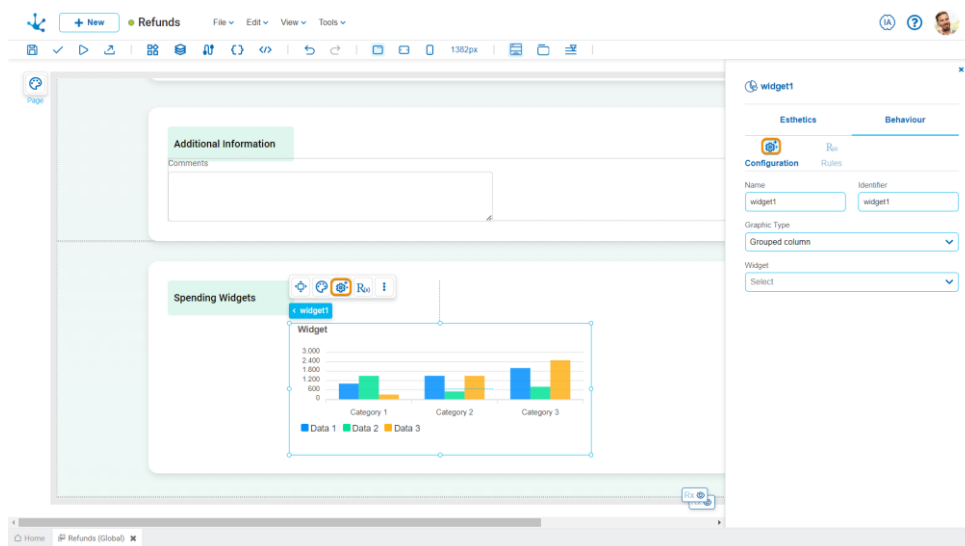 + New
Refunds
File
Edit
View
Tools
IA
?
1382px
Page
Additional Information
Comments
Spending Widgets
R(x)
widget1
Widget
3.000
2.400
1.800
1.200
600
0
Category 1 Category 2 Category 3
Data 1 Data 2 Data 3
Rx
widget1
Esthetics Behaviour
R(x)
Configuration Rules
Name Identifier
widget1 widget1
Graphic Type
Grouped column
Widget
Select
Home Refunds (Global)